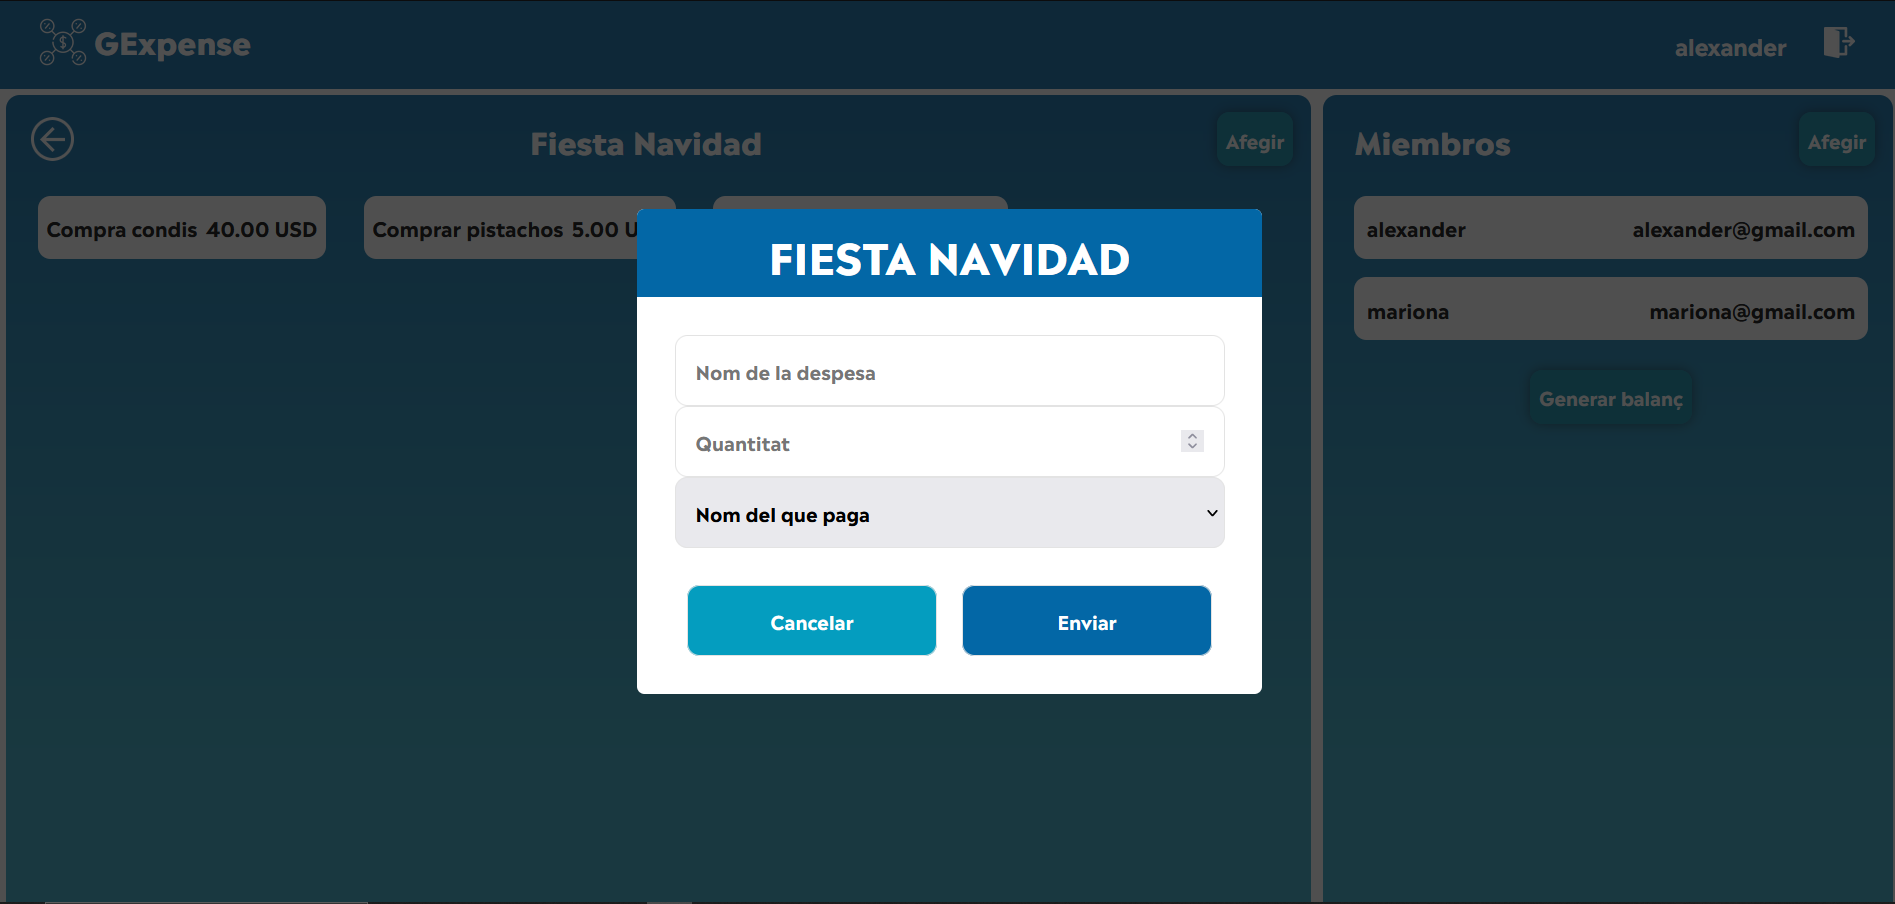 GExpense
alexander
Fiesta Navidad
Afegir
Miembros
Afegir
Compra condis 40.00 USD
Comprar pistachos 5.00 U
alexander alexander@gmail.com
mariona mariona@gmail.com
Generar balanç
FIESTA NAVIDAD
Nom de la despesa
Quantitat
Nom del que paga
Cancelar
Enviar